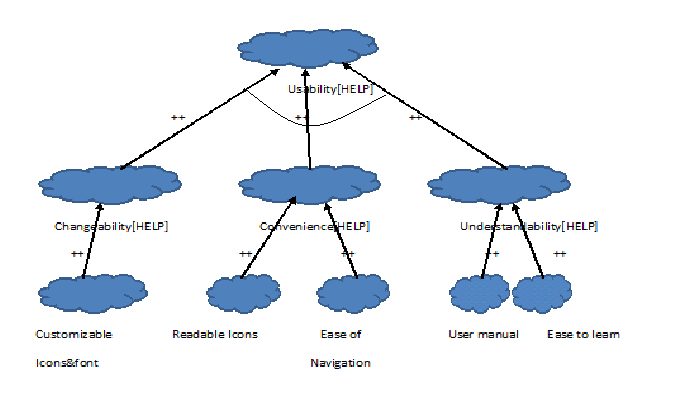 Usability[HELP]
++ ++ ++
Changeability[HELP] Convenience[HELP] Understandability[HELP]
++ ++ ++ ++ ++
Customizable Readable Icons Ease of User manual Ease to learn
Icons&font Navigation